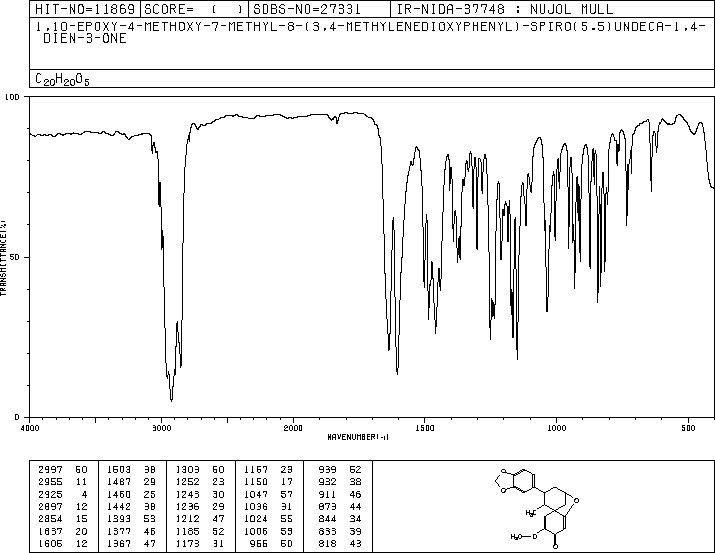 HIT-NO=11869 SCORE= ( ) SDBS-NO=27331 IR-NIDA-37748 : NUJOL MULL
1,10-EPOXY-4-METHOXY-7-METHYL-8-(3,4-METHYLENEDIOXYPHENYL)-SPIRO(5.5)UNDECA-1,4-
DIEN-3-ONE
C20H20O5
100
50
0
TRANSMITTANCE(%)
4000 3000 2000 1500 1000 500
WAVENUMBER(-1)
2997 60 1503 38 1303 60 1167 23 939 52
2955 11 1487 29 1252 23 1150 17 932 38
2925 4 1460 25 1243 30 1047 57 911 46
2897 12 1442 38 1236 29 1036 31 873 44
2854 15 1393 53 1212 47 1024 55 844 34
1637 20 1377 46 1185 52 1006 53 833 39
1606 12 1367 47 1173 31 966 60 818 43
O
O
H3C
O
H3C O
O